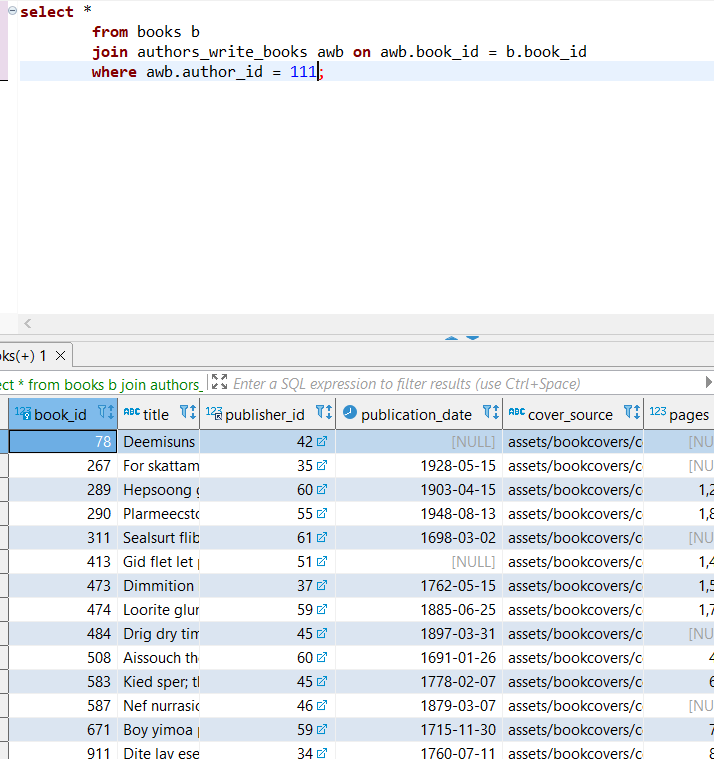 select *
from books b
join authors_write_books awb on awb.book_id = b.book_id
where awb.author_id = 111;
ks(+) 1
ect * from books b join authors_ Enter a SQL expression to filter results (use Ctrl+Space)
123 book_id ABC title 123 publisher_id publication_date ABC cover_source 123 pages
78 Deemisuns 42 [NULL] assets/bookcovers/c [NU
267 For skattam 35 1928-05-15 assets/bookcovers/c [NU
289 Hepsoong g 60 1903-04-15 assets/bookcovers/c 1,2
290 Plarmeecsto 55 1948-08-13 assets/bookcovers/c 1,8
311 Sealsurt flib 61 1698-03-02 assets/bookcovers/c [NU
413 Gid flet let p 51 [NULL] assets/bookcovers/c 1,4
473 Dimmition 37 1762-05-15 assets/bookcovers/c 1,5
474 Loorite glur 59 1885-06-25 assets/bookcovers/c 1,7
484 Drig dry tim 45 1897-03-31 assets/bookcovers/c [NU
508 Aissouch th 60 1691-01-26 assets/bookcovers/c 4
583 Kied sper; th 45 1778-02-07 assets/bookcovers/c 6
587 Nef nurrasic 46 1879-03-07 assets/bookcovers/c [NU
671 Boy yimoa p 59 1715-11-30 assets/bookcovers/c 7
911 Dite lav ese 34 1760-07-11 assets/bookcovers/c 8